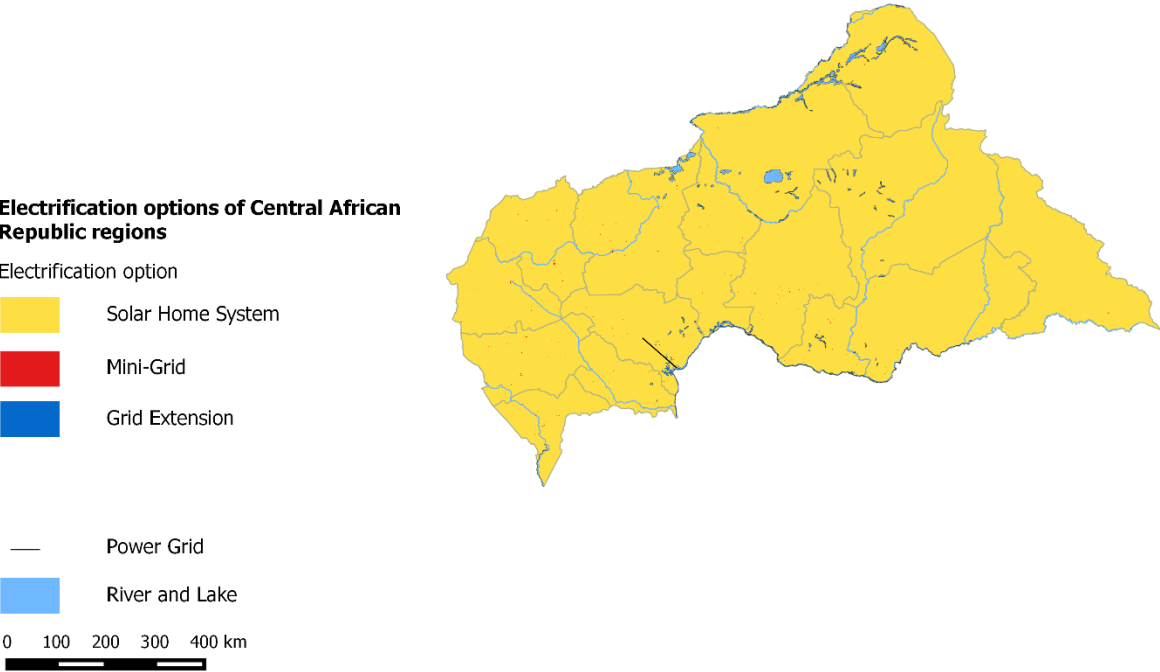 Electrification options of Central African
Republic regions
Electrification option
Solar Home System
Mini-Grid
Grid Extension
Power Grid
River and Lake
0 100 200 300 400 km